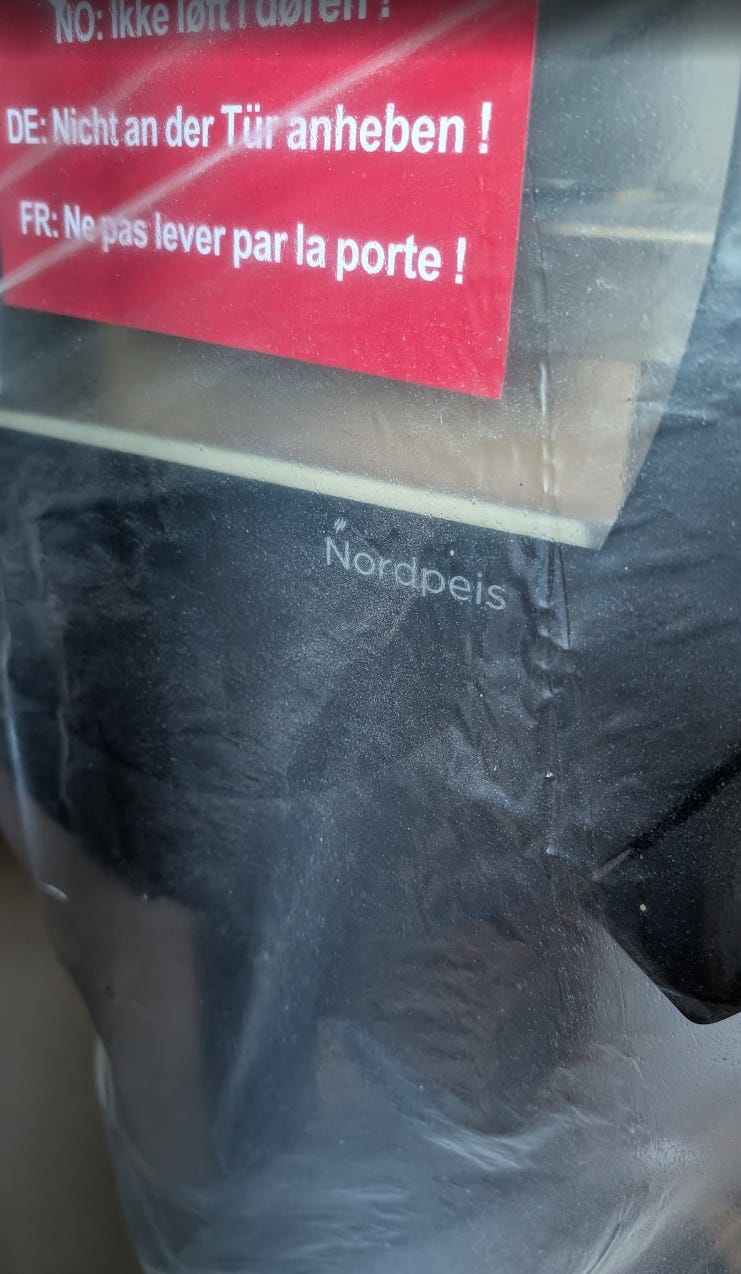 NO: Ikke løft i døren !
DE: Nicht an der Tür anheben !
FR: Ne pas lever par la porte !
Nordpeis